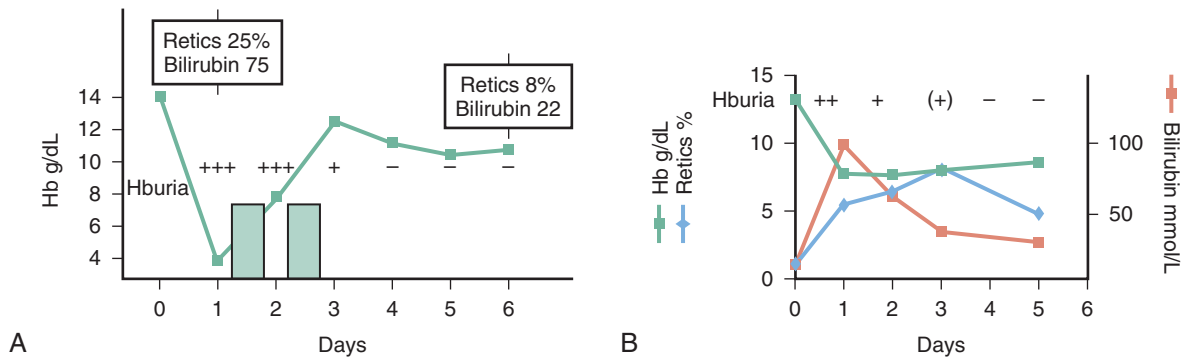 Retics 25%
Bilirubin 75
Retics 8%
Bilirubin 22
14
12
10
8
6
4
Hb g/dL
Hburia
+++ +++ + – – –
0 1 2 3 4 5 6
Days
A
15
10
5
0
Hburia ++ + (+) – –
Hb g/dL
Retics %
100
50
Bilirubin mmol/L
0 1 2 3 4 5 6
Days
B